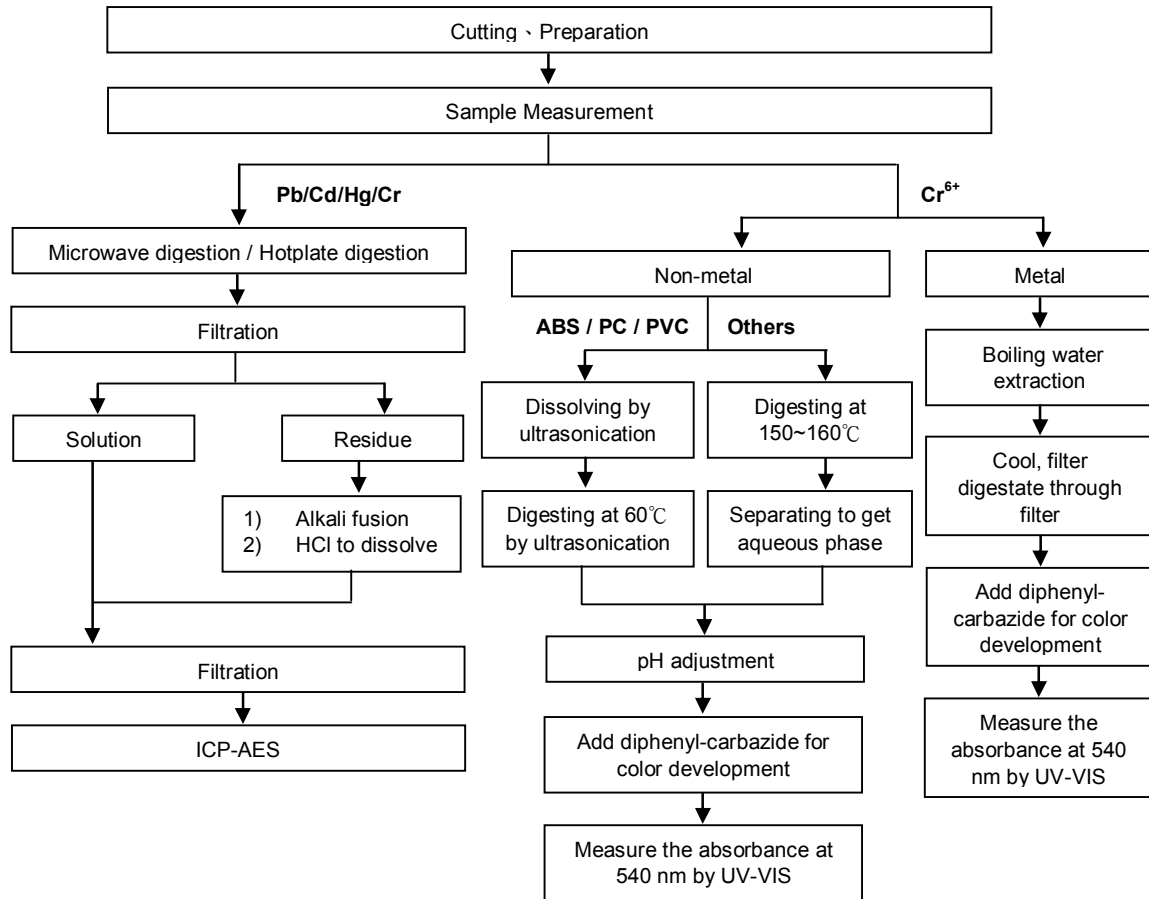 Cutting、Preparation
Sample Measurement
Pb/Cd/Hg/Cr
Cr6+
Microwave digestion / Hotplate digestion
Non-metal
Metal
Filtration
ABS / PC / PVC
Others
Boiling water
extraction
Solution
Residue
Dissolving by
ultrasonication
Digesting at
150~160℃
Cool, filter
digestate through
filter
1) Alkali fusion
2) HCl to dissolve
Digesting at 60℃
by ultrasonication
Separating to get
aqueous phase
Add diphenyl-
carbazide for color
development
Filtration
pH adjustment
ICP-AES
Add diphenyl-carbazide for
color development
Measure the
absorbance at 540
nm by UV-VIS
Measure the absorbance at
540 nm by UV-VIS